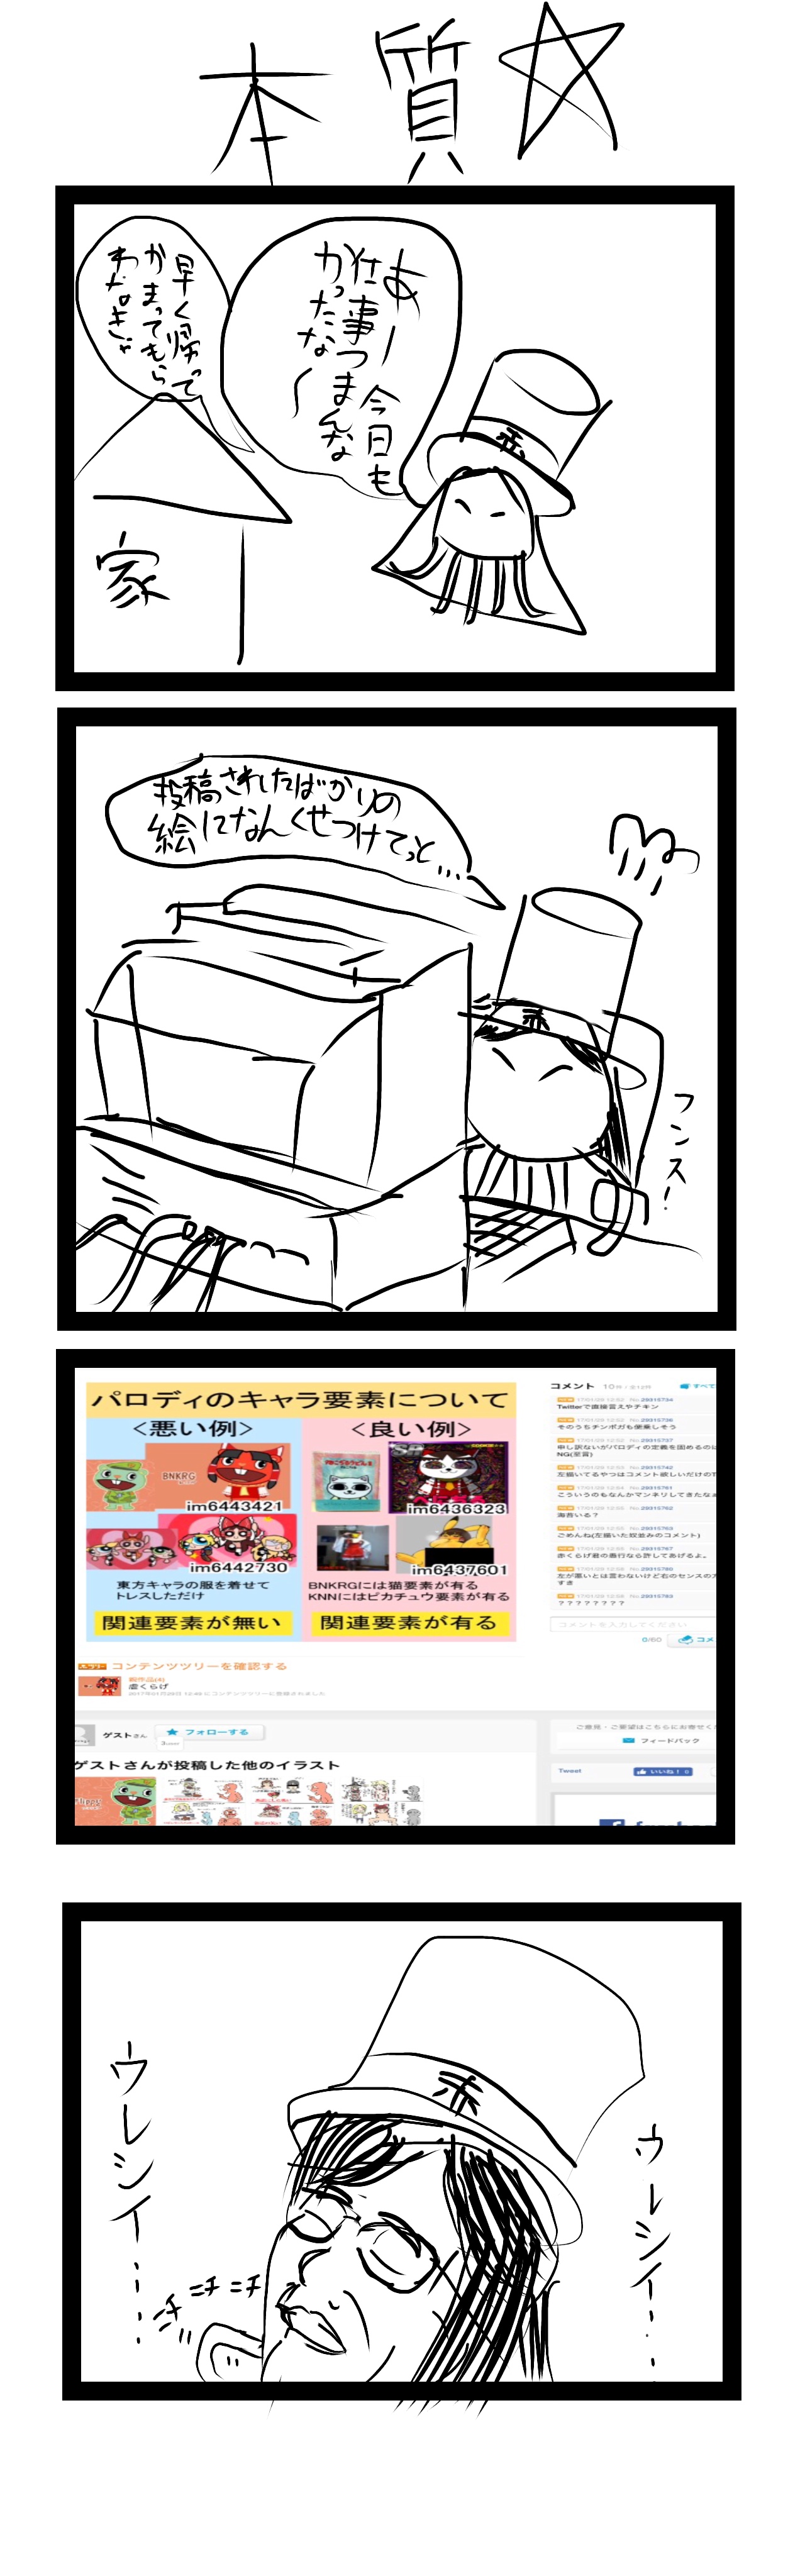 本質☆
あー今日も
仕事つまんな
かったな～
早く帰って
かまってもら
わなきゃ
赤
家
投稿されたばかりの
絵になんくせつけてっと…
赤
フンス!
パロディのキャラ要素について
<悪い例>
<良い例>
BNKRG
im6443421
im6436323
im6442730
im6437601
東方キャラの服を着せて
トレスしただけ
BNKRGには猫要素が有る
KNNにはピカチュウ要素が有る
関連要素が無い
関連要素が有る
コメント
Twitterで直接言えやチキン
そのうちチンポガも便乗しそう
申し訳ないがパロディの定義を固めるのは
NG(至言)
左描いてるやつはコメント欲しいだけの
こういうのもなんかマンネリしてきたなぁ
海苔いる?
ごめんね(左描いた奴並みのコメント)
赤くらげ君の愚行なら許してあげるよ。
左が悪いとは言わないけど右のセンスの
すぎ
????????
コメントを入力してください
0/60
コメ
コンテンツツリーを確認する
親作品(4)
虐くらげ
ゲストさん
フォローする
ご意見・ご要望はこちらにお寄せく
フィードバック
ゲストさんが投稿した他のイラスト
Tweet
いいね! 0
赤
ウレシイ…
ニチニチニチ
ウレシイ…